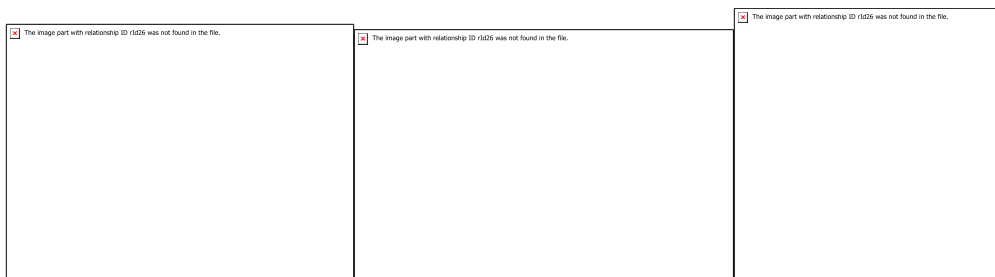 The image part with relationship ID rId26 was not found in the file.
The image part with relationship ID rId26 was not found in the file.
The image part with relationship ID rId26 was not found in the file.